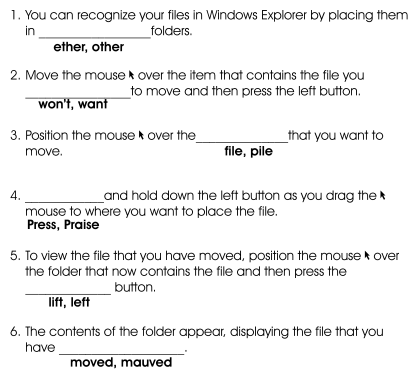 1. You can recognize your files in Windows Explorer by placing them
in ________________folders.
ether, other
2. Move the mouse over the item that contains the file you
_______________to move and then press the left button.
won't, want
3. Position the mouse over the_____________that you want to
move.
file, pile
4. ___________and hold down the left button as you drag the
mouse to where you want to place the file.
Press, Praise
5. To view the file that you have moved, position the mouse over
the folder that now contains the file and then press the
____________ button.
lift, left
6. The contents of the folder appear, displaying the file that you
have __________________.
moved, mauved